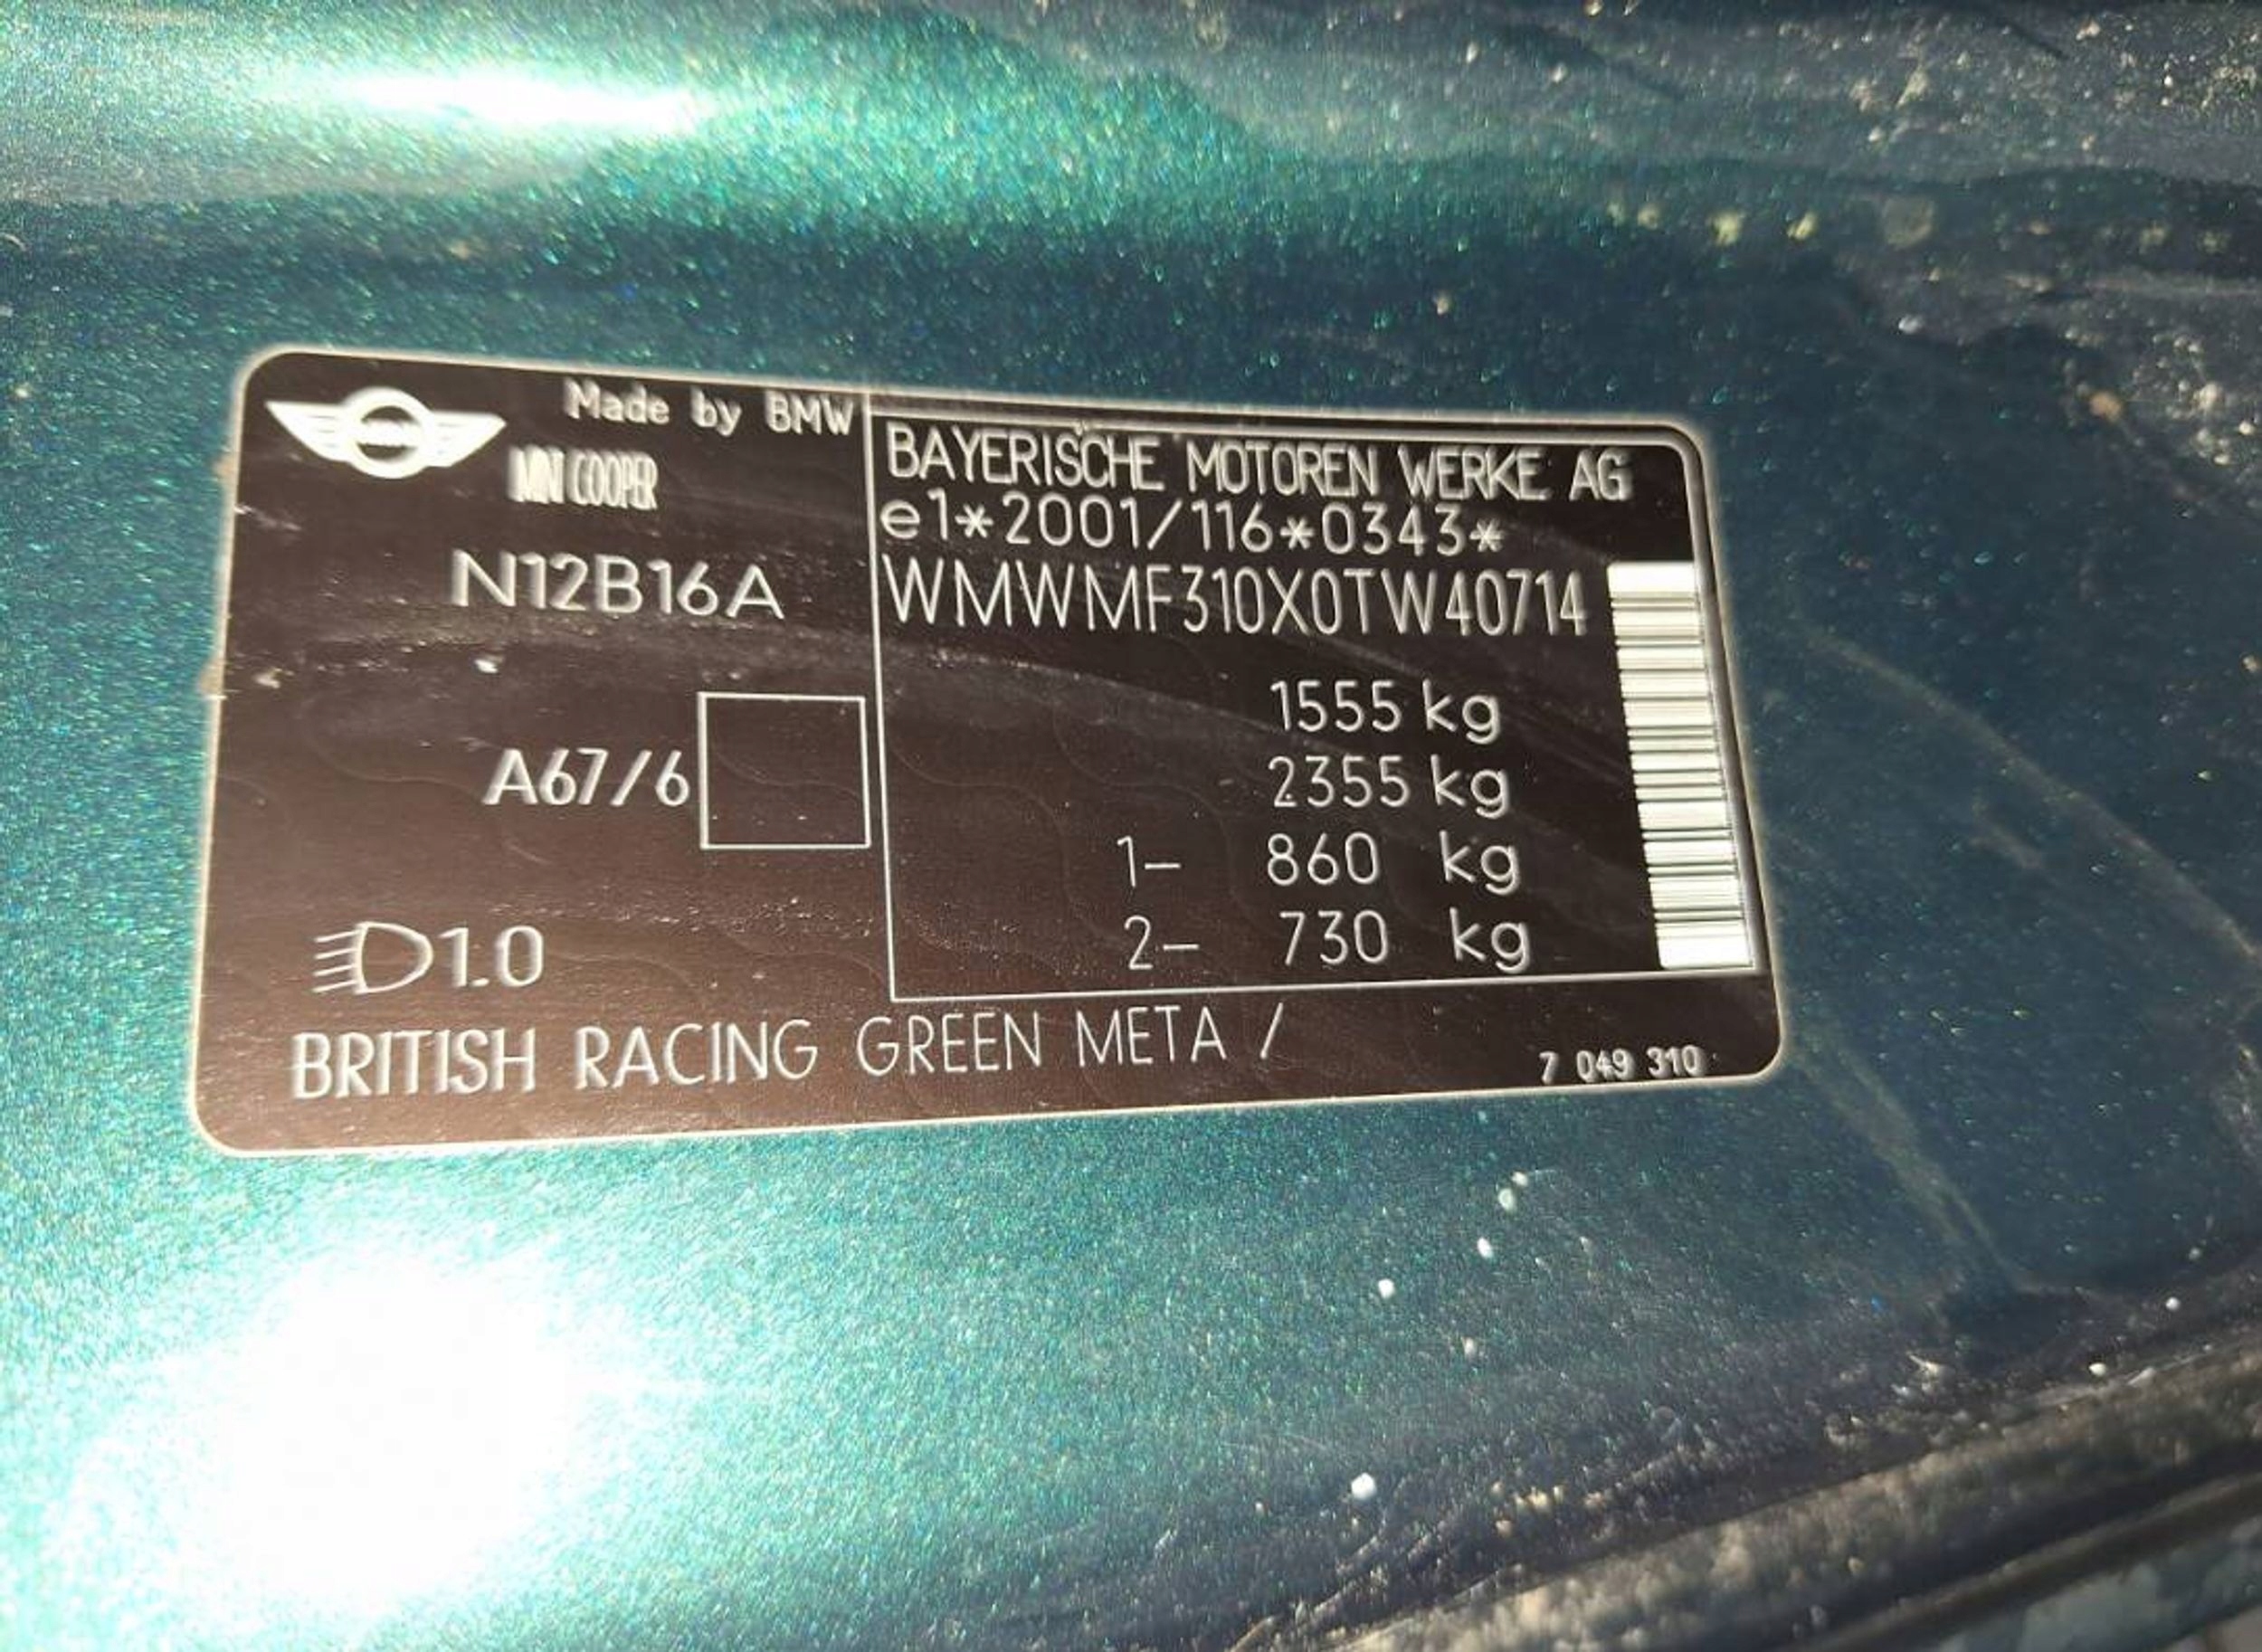 Made by BMW
MINI COOPER
N12B16A
A67/6
1.0
BAYERISCHE MOTOREN WERKE AG
e1*2001/116*0343*
WMWMF310X0TW40714
1555 kg
2355 kg
1- 860 kg
2- 730 kg
BRITISH RACING GREEN META /
7 049 310